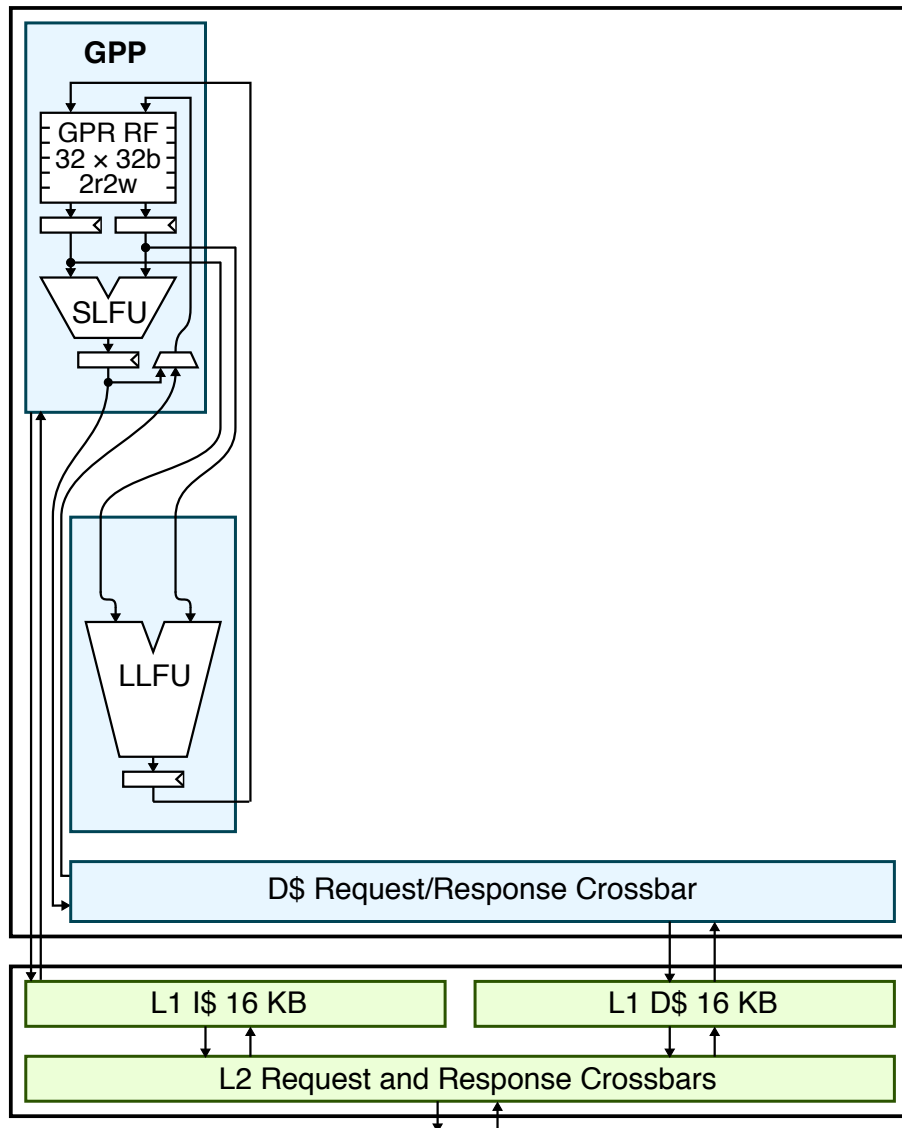 GPP
GPR RF
32 × 32b
2r2w
SLFU
LLFU
D$ Request/Response Crossbar
L1 I$ 16 KB
L1 D$ 16 KB
L2 Request and Response Crossbars